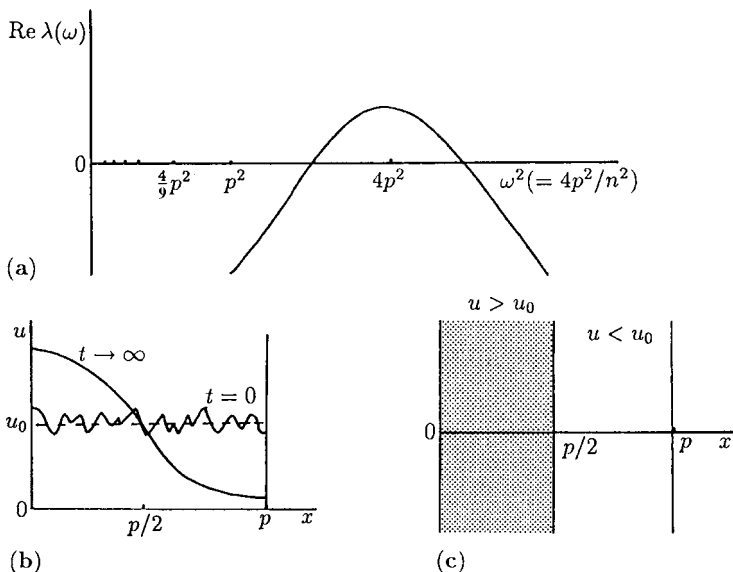 Re λ(ω)
0
4/9 p² p² 4p² ω²(= 4p²/n²)
(a)
u
t → ∞
t = 0
u₀
0
p/2 p x
(b)
u > u₀
u < u₀
0
p/2 p x
(c)